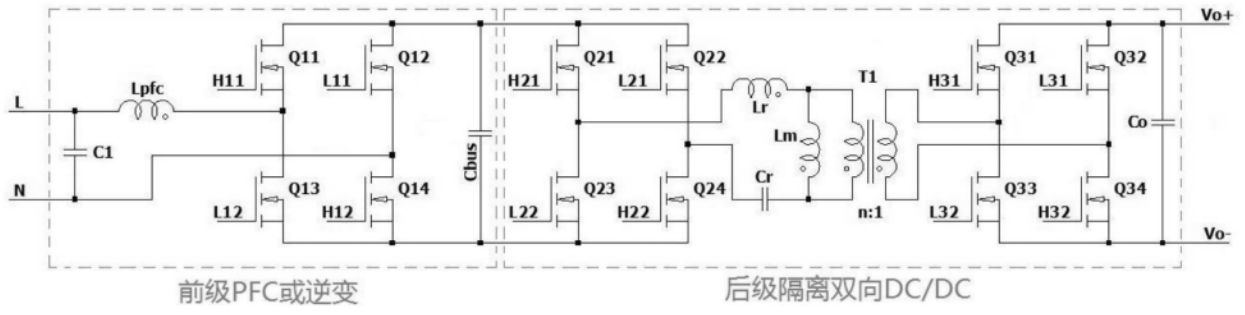 Vo+
Q11
Q12
Q21
Q22
Q31
Q32
H11
L11
H21
L21
H31
L31
Lpfc
L
Lr
T1
Lm
C1
Cbus
Co
N
Q13
Q14
Q23
Q24
Cr
Q33
Q34
L12
H12
L22
H22
n:1
L32
H32
Vo-
前级PFC或逆变
后级隔离双向DC/DC